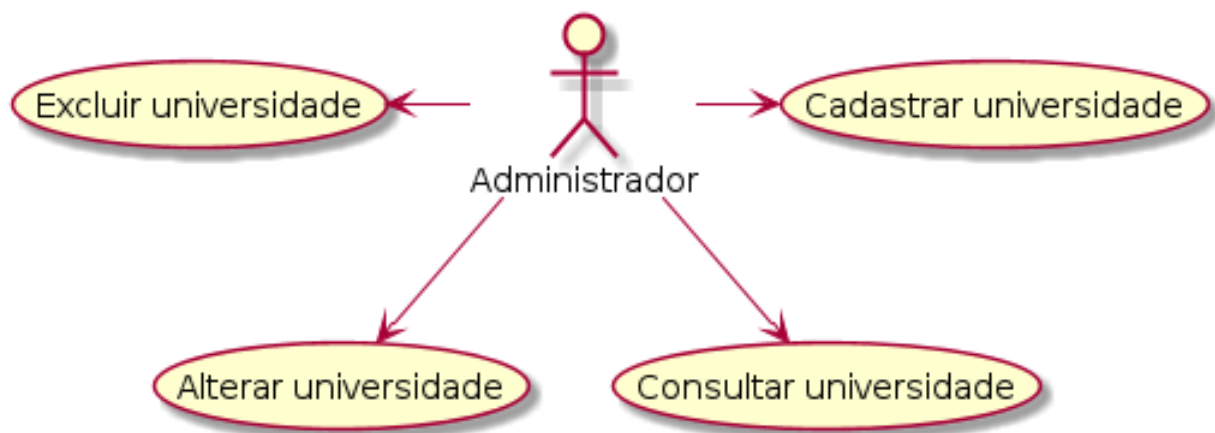 Excluir universidade
Cadastrar universidade
Administrador
Alterar universidade
Consultar universidade